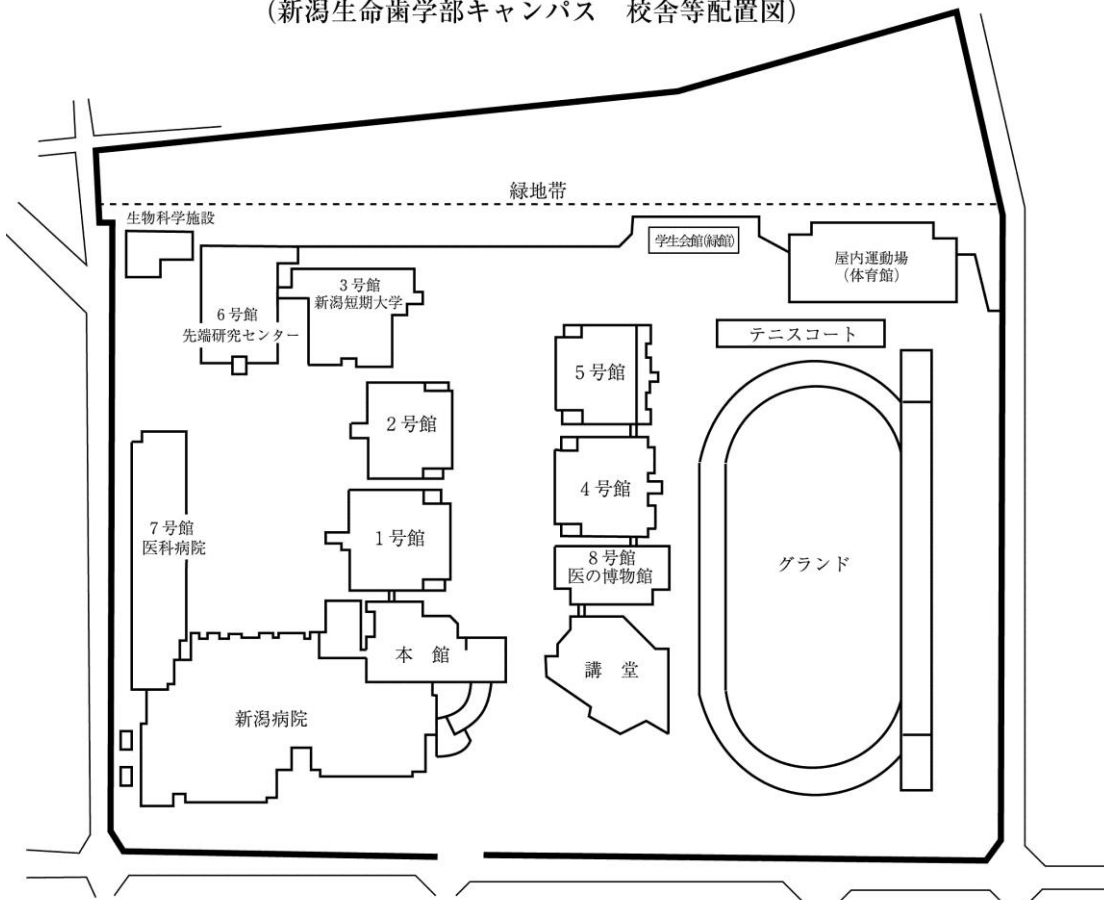 (新潟生命歯学部キャンパス　校舎等配置図)
緑地帯
生物科学施設
学生会館(緑館)
屋内運動場
(体育館)
3号館
新潟短期大学
6号館
先端研究センター
テニスコート
5号館
2号館
4号館
7号館
医科病院
1号館
8号館
医の博物館
グランド
本　館
講　堂
新潟病院